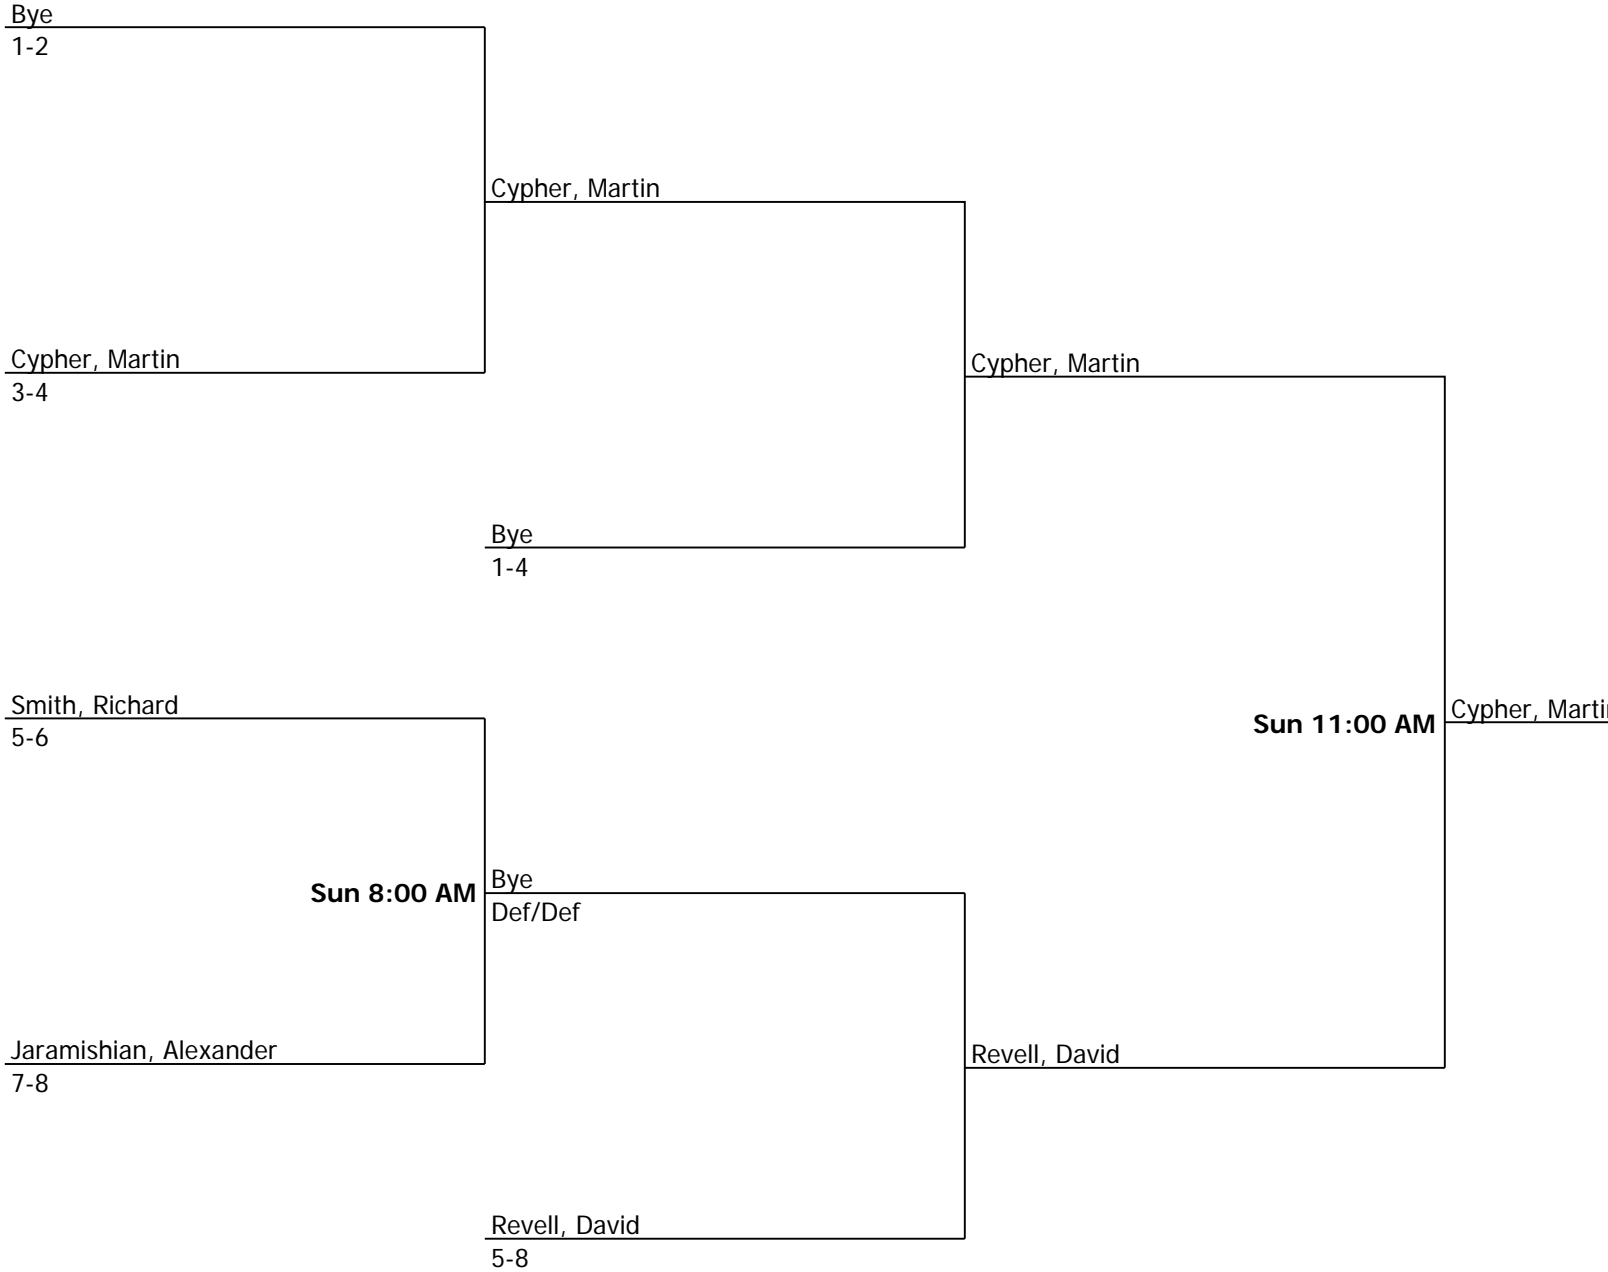 Bye
1-2
Cypher, Martin
Cypher, Martin
3-4
Cypher, Martin
Bye
1-4
Smith, Richard
5-6
Sun 11:00 AM
Cypher, Marti
Sun 8:00 AM
Bye
Def/Def
Jaramishian, Alexander
7-8
Revell, David
Revell, David
5-8